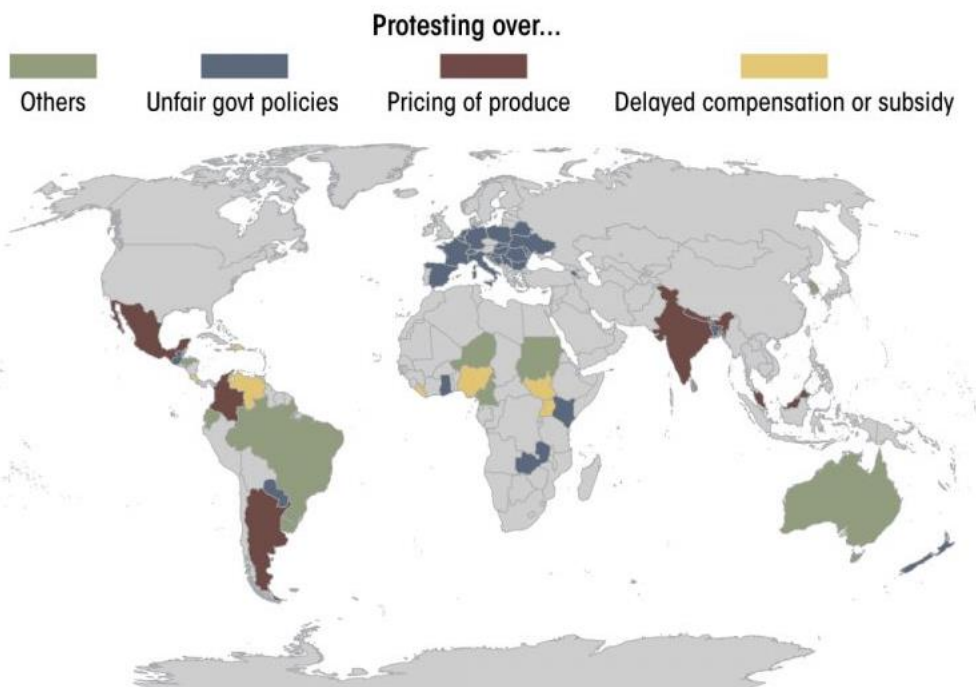 Protesting over...
Others
Unfair govt policies
Pricing of produce
Delayed compensation or subsidy